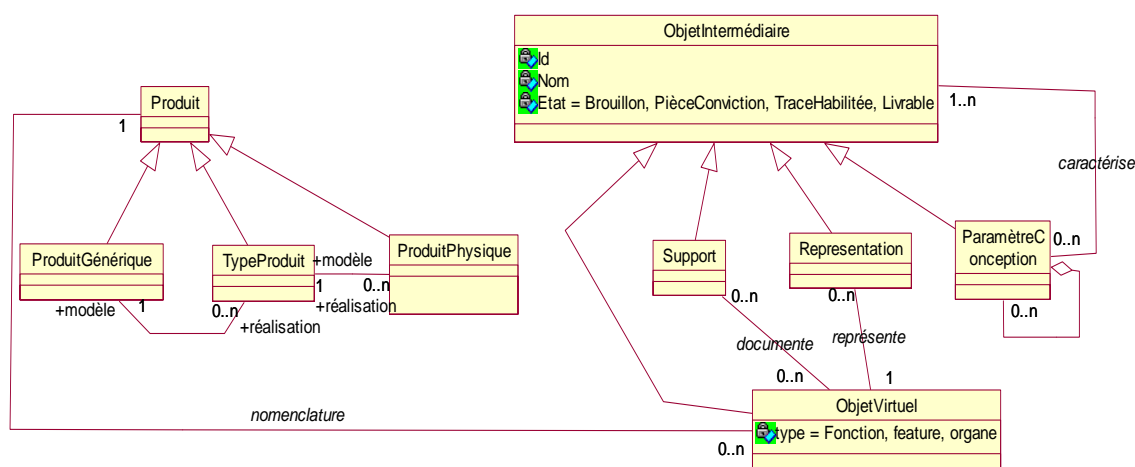 ObjetIntermédiaire
Id
Nom
Etat = Brouillon, PièceConviction, TraceHabilitée, Livrable
Produit
1
1..n
caractérise
ProduitGénérique
TypeProduit
+modèle
ProduitPhysique
Support
Representation
ParamètreC
onception
0..n
+modèle
1
0..n
1
0..n
+réalisation
+réalisation
0..n
0..n
0..n
documente
représente
0..n
1
nomenclature
0..n
ObjetVirtuel
type = Fonction, feature, organe